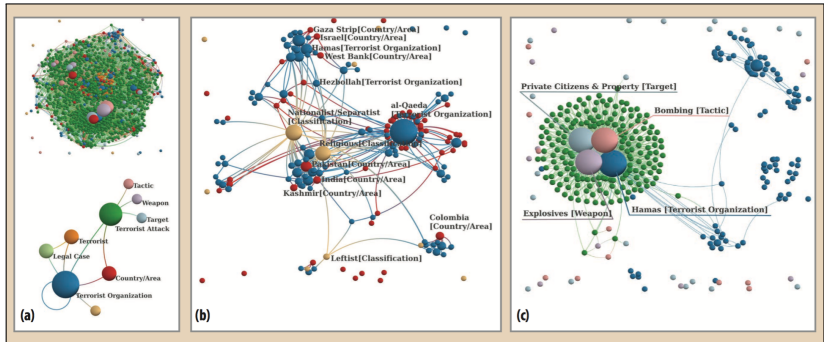 Tactic
Weapon
Target
Terrorist Attack
Terrorist
Legal Case
Country/Area
Terrorist Organization
(a)
Gaza Strip[Country/Area]
Israel[Country/Area]
Hamas[Terrorist Organization]
West Bank[Country/Area]
Hezbollah[Terrorist Organization]
al-Qaeda
[Terrorist Organization]
Nationalist/Separatist
[Classification]
Religious[Classification]
Pakistan[Country/Area]
India[Country/Area]
Kashmir[Country/Area]
Colombia
[Country/Area]
Leftist[Classification]
(b)
Private Citizens & Property [Target]
Bombing [Tactic]
Explosives [Weapon]
Hamas [Terrorist Organization]
(c)